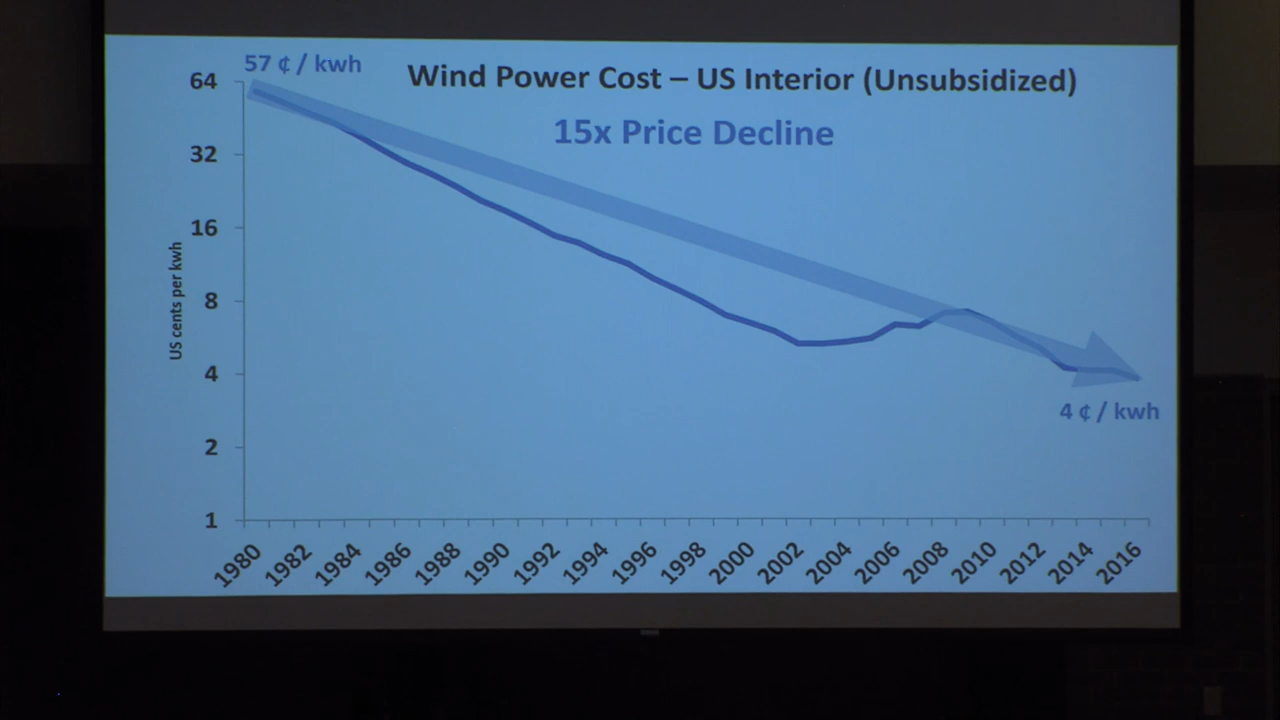 57 ¢ / kwh
Wind Power Cost – US Interior (Unsubsidized)
15x Price Decline
64
32
16
8
4
2
1
US cents per kwh
4 ¢ / kwh
1980 1982 1984 1986 1988 1990 1992 1994 1996 1998 2000 2002 2004 2006 2008 2010 2012 2014 2016